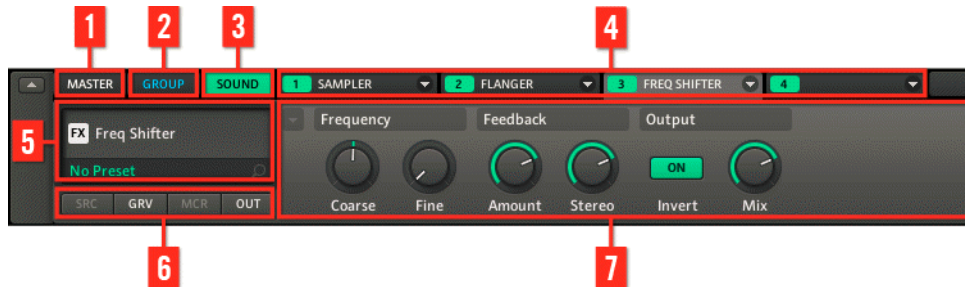 1 2 3 4
MASTER GROUP SOUND 1 SAMPLER 2 FLANGER 3 FREQ SHIFTER 4
5
FX Freq Shifter
No Preset
Frequency Feedback Output
ON
Coarse Fine Amount Stereo Invert Mix
SRC GRV MCR OUT
6 7